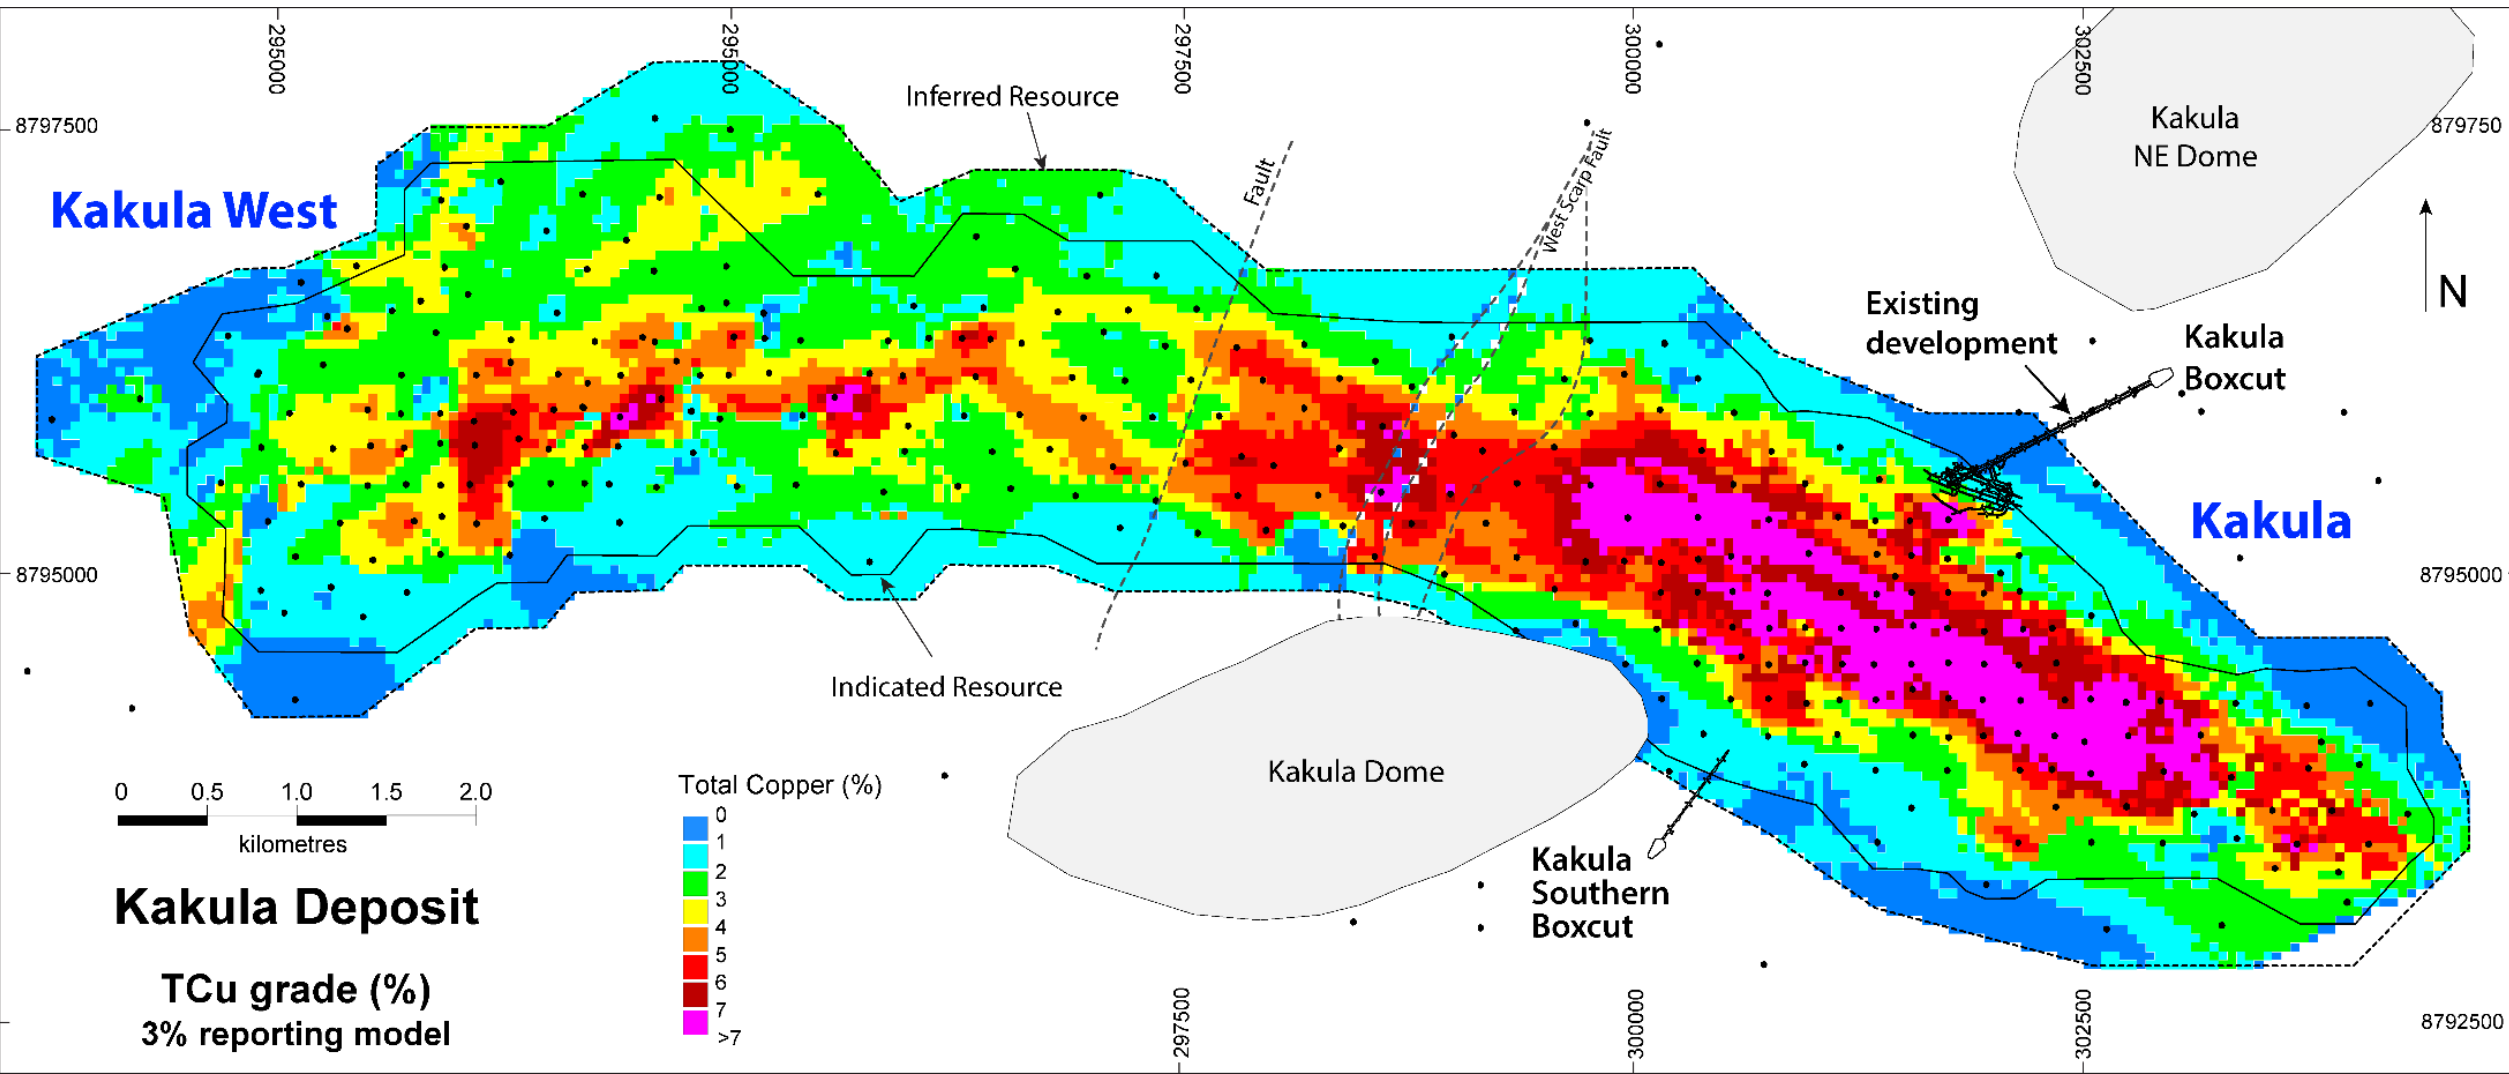 295000
295000
297500
300000
302500
8797500
879750
Inferred Resource
Fault
West Scarp Fault
Kakula
NE Dome
Kakula West
N
Existing
development
Kakula
Boxcut
Kakula
8795000
8795000
Indicated Resource
Kakula Dome
0 0.5 1.0 1.5 2.0
kilometres
Kakula Deposit
TCu grade (%)
3% reporting model
Total Copper (%)
0
1
2
3
4
5
6
7
>7
Kakula
Southern
Boxcut
297500
300000
302500
8792500